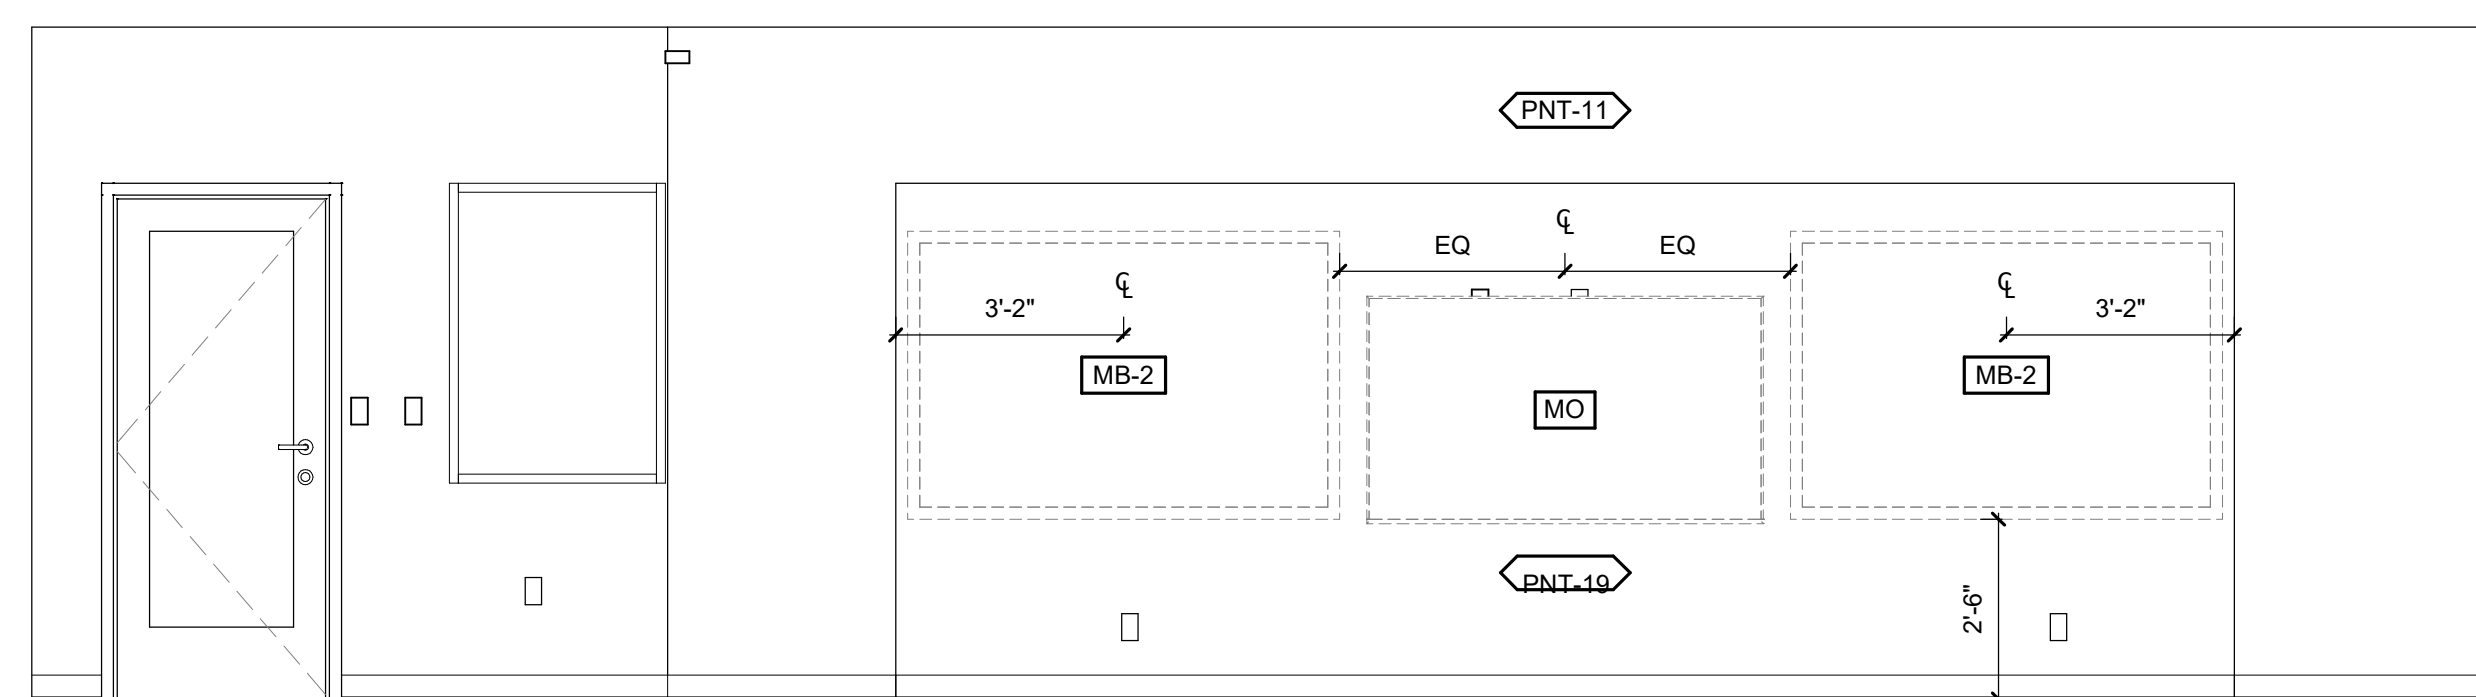 PNT-11
℄
EQ EQ
℄ ℄
3'-2" 3'-2"
MB-2 MB-2
MO
PNT-19
2'-6"